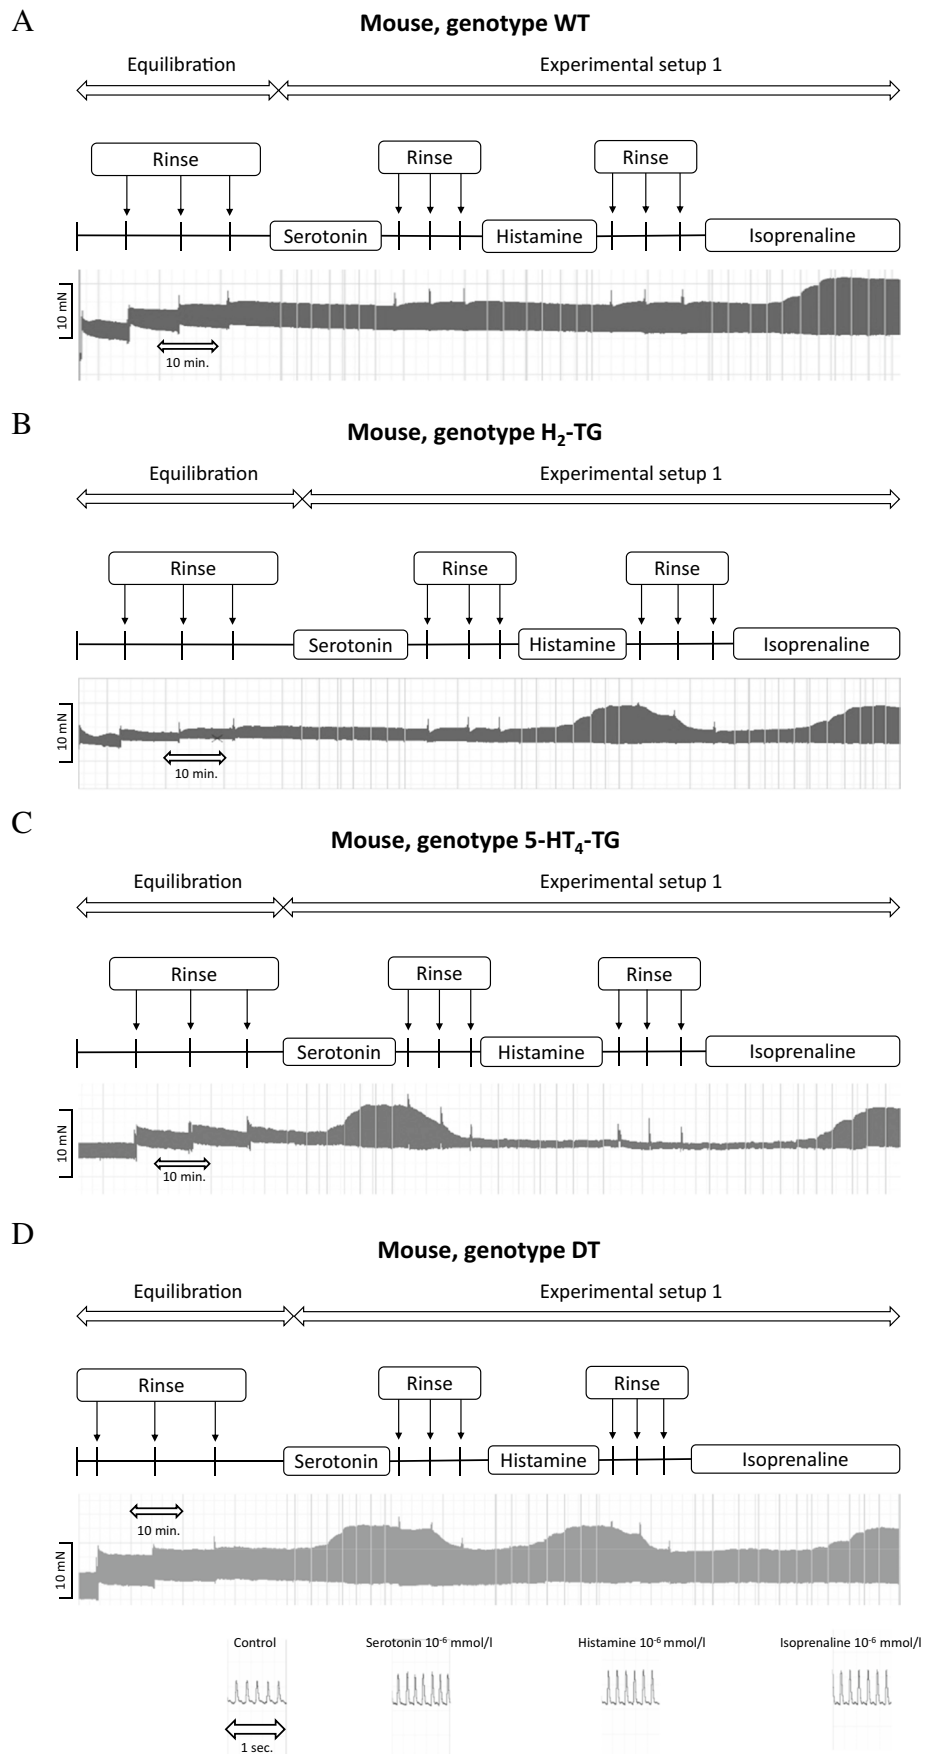 A
Mouse, genotype WT
Equilibration Experimental setup 1
Rinse Rinse Rinse
Serotonin Histamine Isoprenaline
10 mN
10 min.
B
Mouse, genotype H₂-TG
Equilibration Experimental setup 1
Rinse Rinse Rinse
Serotonin Histamine Isoprenaline
10 mN
10 min.
C
Mouse, genotype 5-HT₄-TG
Equilibration Experimental setup 1
Rinse Rinse Rinse
Serotonin Histamine Isoprenaline
10 mN
10 min.
D
Mouse, genotype DT
Equilibration Experimental setup 1
Rinse Rinse Rinse
Serotonin Histamine Isoprenaline
10 min.
10 mN
Control Serotonin 10⁻⁶ mmol/l Histamine 10⁻⁶ mmol/l Isoprenaline 10⁻⁶ mmol/l
1 sec.